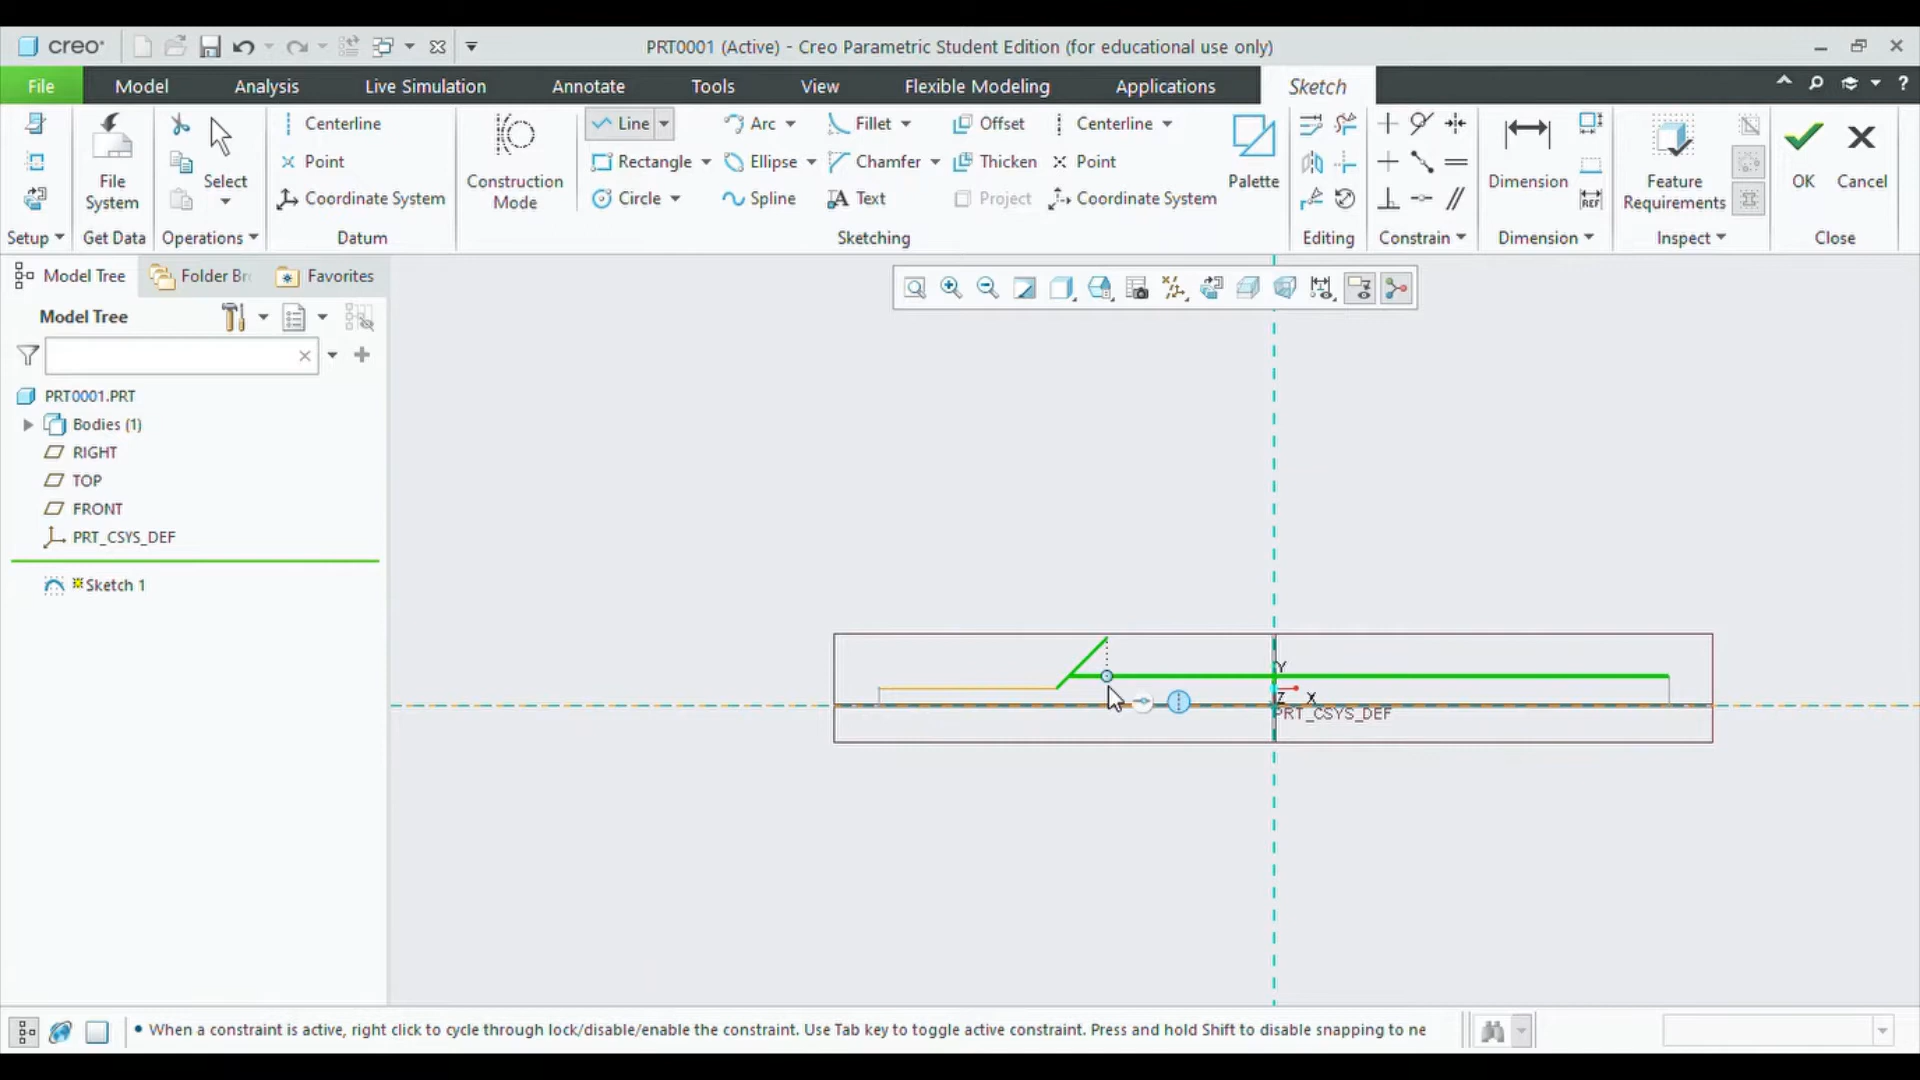 creo®
PRT0001 (Active) - Creo Parametric Student Edition (for educational use only)
File Model Analysis Live Simulation Annotate Tools View Flexible Modeling Applications Sketch
Centerline Line Arc Fillet Offset Centerline
Point Rectangle Ellipse Chamfer Thicken Point
File System Select Construction Mode Palette Dimension Feature Requirements OK Cancel
Coordinate System Circle Spline Text Project Coordinate System
Setup Get Data Operations Datum Sketching Editing Constrain Dimension Inspect Close
Model Tree Folder Br Favorites
Model Tree
PRT0001.PRT
Bodies (1)
RIGHT
TOP
FRONT
PRT_CSYS_DEF
Sketch 1
Y
Z X
PRT_CSYS_DEF
• When a constraint is active, right click to cycle through lock/disable/enable the constraint. Use Tab key to toggle active constraint. Press and hold Shift to disable snapping to ne